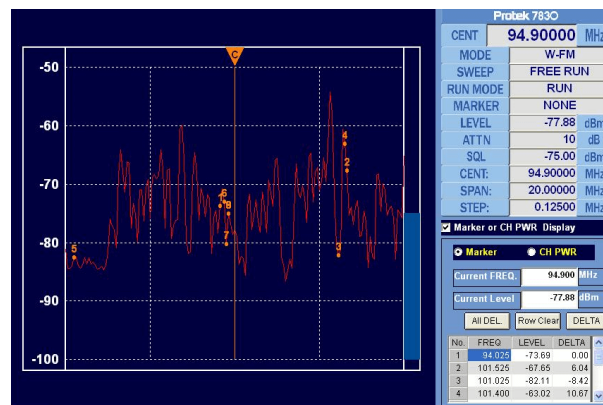 Protek 7830
CENT 94.90000 MHz
MODE W-FM
SWEEP FREE RUN
RUN MODE RUN
MARKER NONE
LEVEL -77.88 dBm
ATTN 10 dB
SQL -75.00 dBm
CENT: 94.90000 MHz
SPAN: 20.00000 MHz
STEP: 0.12500 MHz
Marker or CH PWR Display
Marker CH PWR
Current FREQ. 94.900 MHz
Current Level -77.88 dBm
All DEL. Row Clear DELTA
No. FREQ LEVEL DELTA
1 94.025 -73.69 0.00
2 101.525 -67.65 6.04
3 101.025 -82.11 -8.42
4 101.400 -63.02 10.67
C
-50
-60
-70
-80
-90
-100
4
2
6
7
3
5